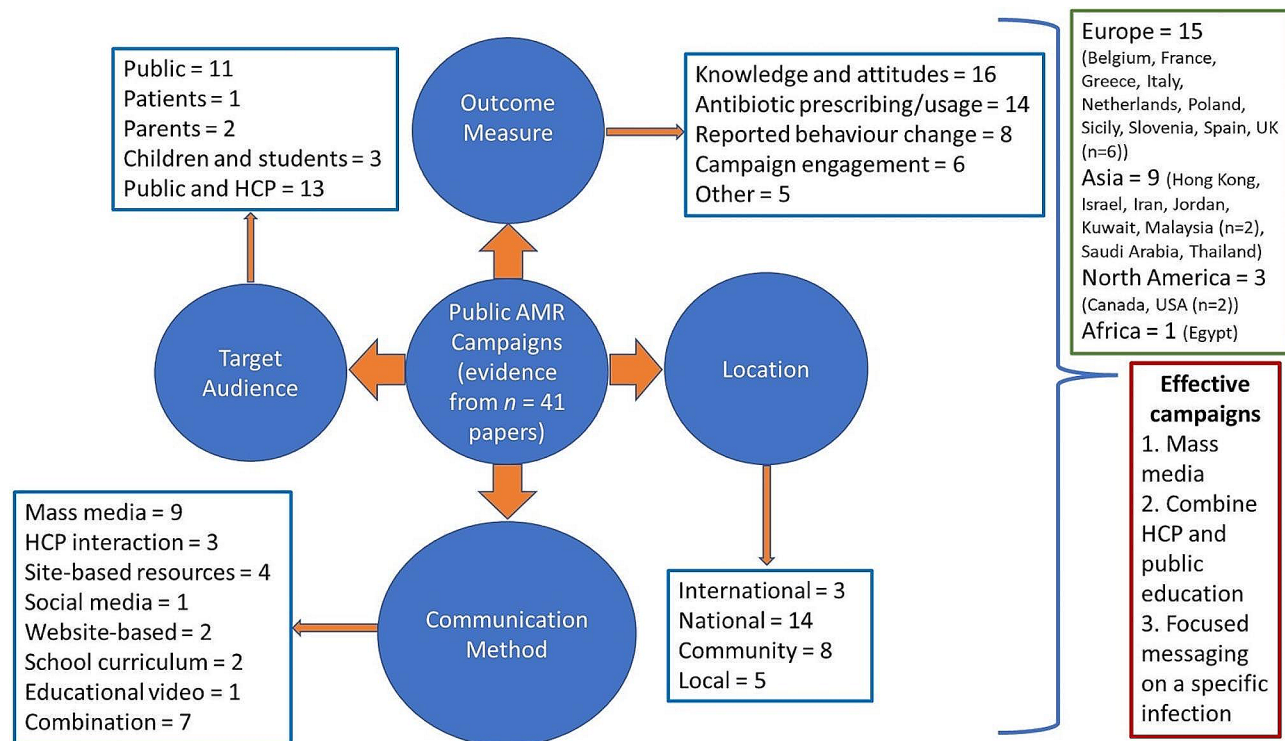 Public = 11
Patients = 1
Parents = 2
Children and students = 3
Public and HCP = 13
Outcome
Measure
Knowledge and attitudes = 16
Antibiotic prescribing/usage = 14
Reported behaviour change = 8
Campaign engagement = 6
Other = 5
Europe = 15
(Belgium, France,
Greece, Italy,
Netherlands, Poland,
Sicily, Slovenia, Spain, UK
(n=6))
Asia = 9 (Hong Kong,
Israel, Iran, Jordan,
Kuwait, Malaysia (n=2),
Saudi Arabia, Thailand)
North America = 3
(Canada, USA (n=2))
Africa = 1 (Egypt)
Target
Audience
Public AMR
Campaigns
(evidence
from n = 41
papers)
Location
Mass media = 9
HCP interaction = 3
Site-based resources = 4
Social media = 1
Website-based = 2
School curriculum = 2
Educational video = 1
Combination = 7
Communication
Method
International = 3
National = 14
Community = 8
Local = 5
Effective
campaigns
1. Mass
media
2. Combine
HCP and
public
education
3. Focused
messaging
on a specific
infection